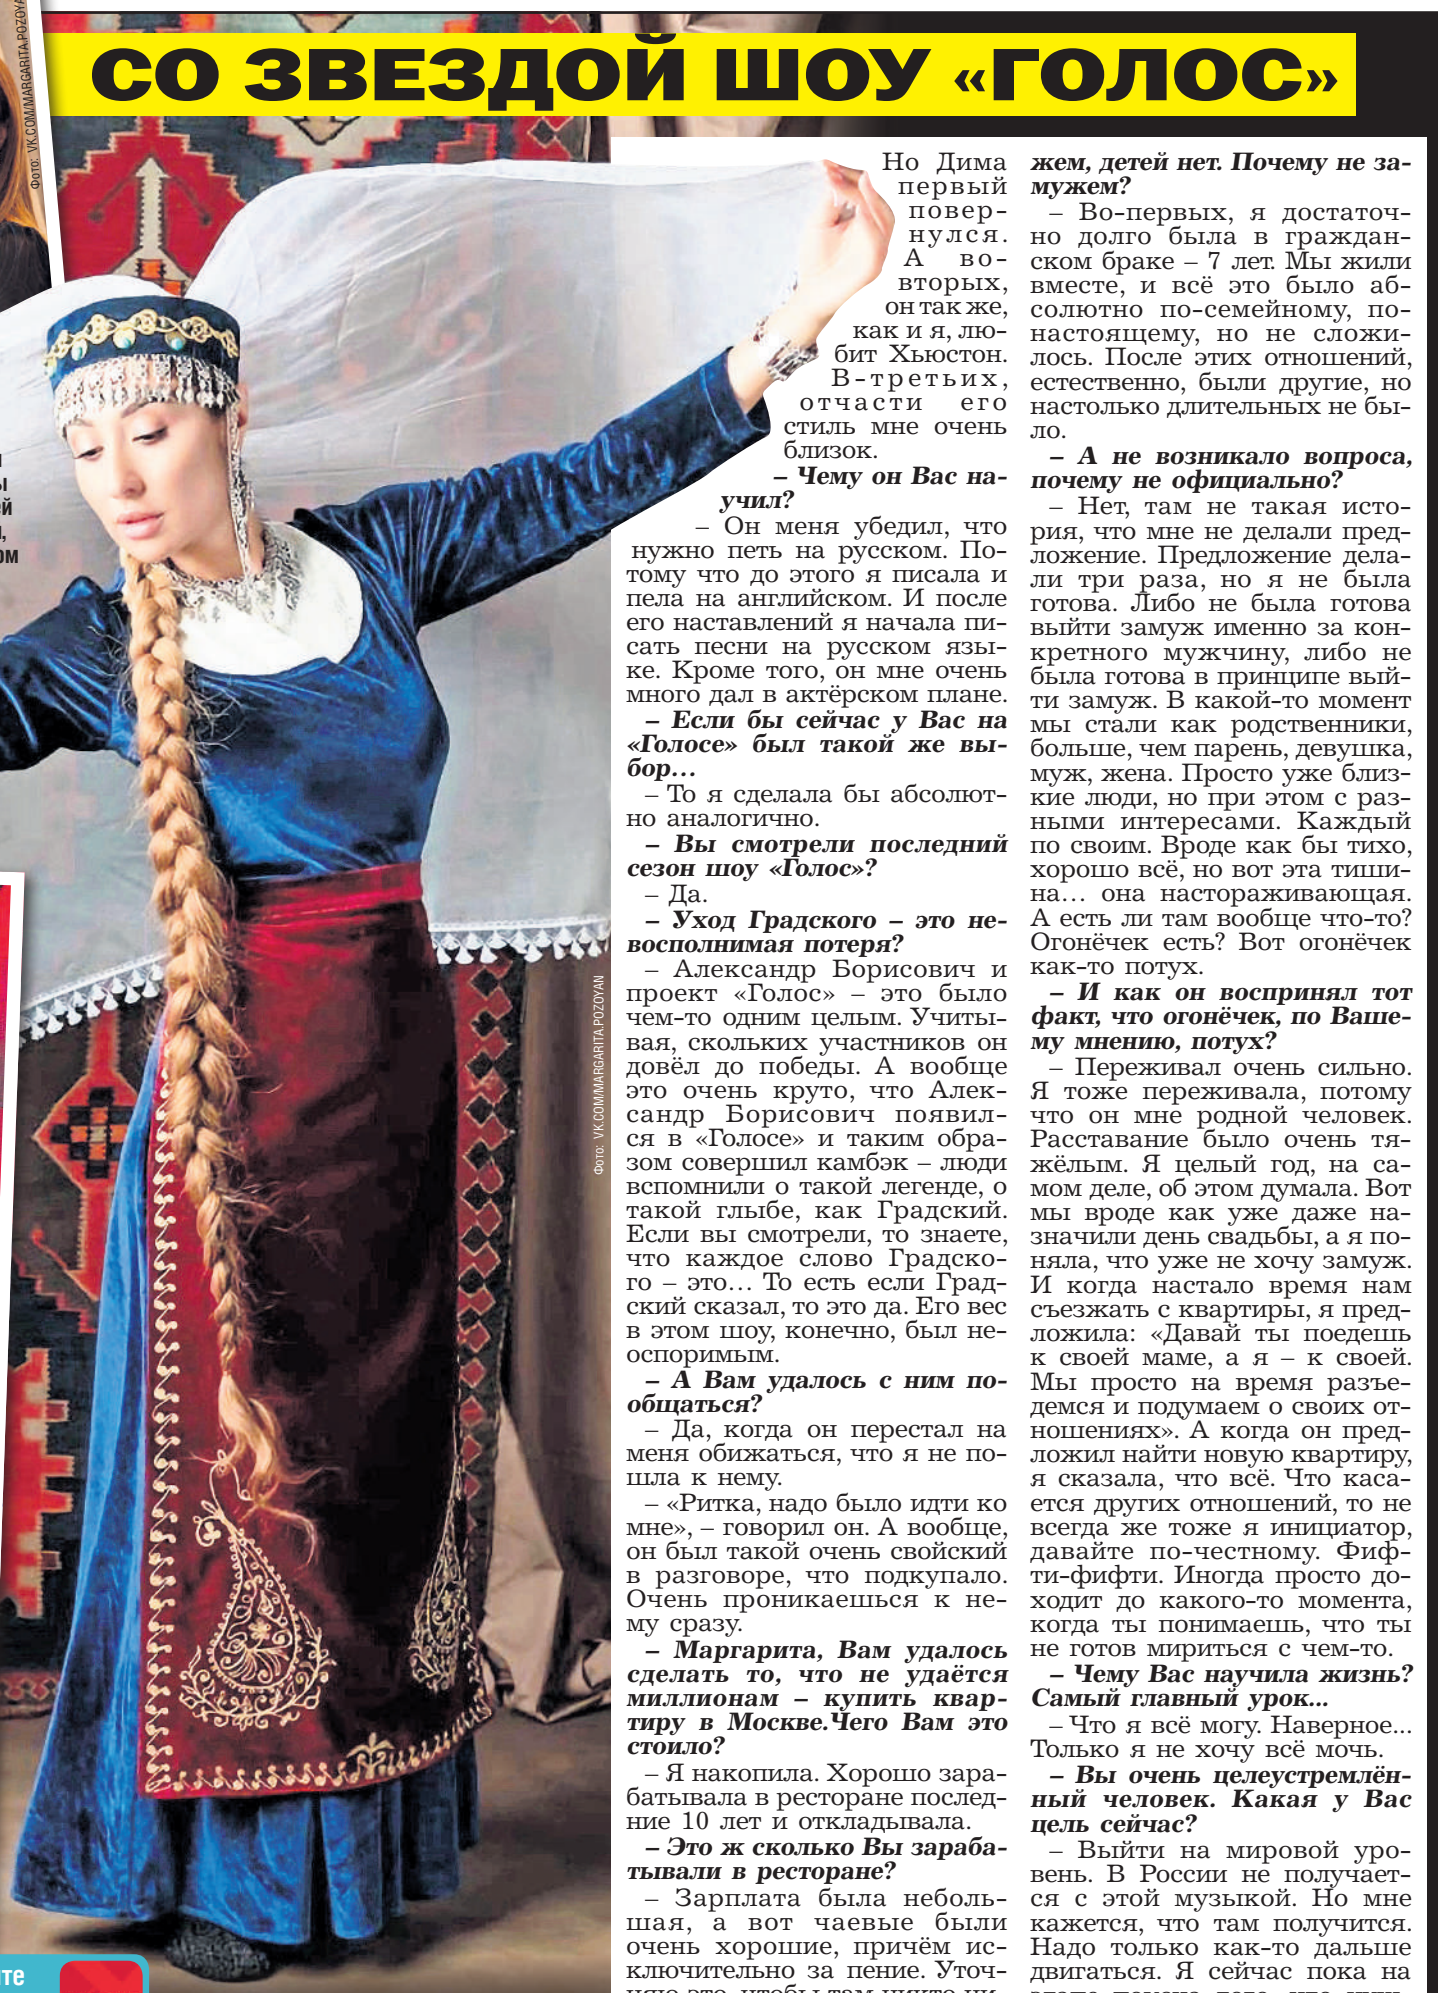 СО ЗВЕЗДОЙ ШОУ «ГОЛОС»
Фото: VK.COM/MARGARITA.POZOYA
ы
ей
ом
Но Дима
первый
повер-
нулся.
А во-
вторых,
он так же,
как и я, лю-
бит Хьюстон.
В-третьих,
отчасти его
стиль мне очень
близок.
– Чему он Вас на-
учил?
– Он меня убедил, что
нужно петь на русском. По-
тому что до этого я писала и
пела на английском. И после
его наставлений я начала пи-
сать песни на русском язы-
ке. Кроме того, он мне очень
много дал в актёрском плане.
– Если бы сейчас у Вас на
«Голосе» был такой же вы-
бор...
– То я сделала бы абсолют-
но аналогично.
– Вы смотрели последний
сезон шоу «Голос»?
– Да.
– Уход Градского – это не-
восполнимая потеря?
– Александр Борисович и
проект «Голос» – это было
чем-то одним целым. Учиты-
вая, скольких участников он
довёл до победы. А вообще
это очень круто, что Алек-
сандр Борисович появил-
ся в «Голосе» и таким обра-
зом совершил камбэк – люди
вспомнили о такой легенде, о
такой глыбе, как Градский.
Если вы смотрели, то знаете,
что каждое слово Градско-
го – это... То есть если Град-
ский сказал, то это да. Его вес
в этом шоу, конечно, был не-
оспоримым.
– А Вам удалось с ним по-
общаться?
– Да, когда он перестал на
меня обижаться, что я не по-
шла к нему.
– «Ритка, надо было идти ко
мне», – говорил он. А вообще,
он был такой очень свойский
в разговоре, что подкупало.
Очень проникаешься к не-
му сразу.
– Маргарита, Вам удалось
сделать то, что не удаётся
миллионам – купить квар-
тиру в Москве.Чего Вам это
стоило?
– Я накопила. Хорошо зара-
батывала в ресторане послед-
ние 10 лет и откладывала.
– Это ж сколько Вы зараба-
тывали в ресторане?
– Зарплата была неболь-
шая, а вот чаевые были
очень хорошие, причём ис-
ключительно за пение. Уточ-
няю это, чтобы там никто ни-
жем, детей нет. Почему не за-
мужем?
– Во-первых, я достаточ-
но долго была в граждан-
ском браке – 7 лет. Мы жили
вместе, и всё это было аб-
солютно по-семейному, по-
настоящему, но не сложи-
лось. После этих отношений,
естественно, были другие, но
настолько длительных не бы-
ло.
– А не возникало вопроса,
почему не официально?
– Нет, там не такая исто-
рия, что мне не делали пред-
ложение. Предложение дела-
ли три раза, но я не была
готова. Либо не была готова
выйти замуж именно за кон-
кретного мужчину, либо не
была готова в принципе вый-
ти замуж. В какой-то момент
мы стали как родственники,
больше, чем парень, девушка,
муж, жена. Просто уже близ-
кие люди, но при этом с раз-
ными интересами. Каждый
по своим. Вроде как бы тихо,
хорошо всё, но вот эта тиши-
на... она настораживающая.
А есть ли там вообще что-то?
Огонёчек есть? Вот огонёчек
как-то потух.
– И как он воспринял тот
факт, что огонёчек, по Ваше-
му мнению, потух?
– Переживал очень сильно.
Я тоже переживала, потому
что он мне родной человек.
Расставание было очень тя-
жёлым. Я целый год, на са-
мом деле, об этом думала. Вот
мы вроде как уже даже на-
значили день свадьбы, а я по-
няла, что уже не хочу замуж.
И когда настало время нам
съезжать с квартиры, я пред-
ложила: «Давай ты поедешь
к своей маме, а я – к своей.
Мы просто на время разъе-
демся и подумаем о своих от-
ношениях». А когда он пред-
ложил найти новую квартиру,
я сказала, что всё. Что каса-
ется других отношений, то не
всегда же тоже я инициатор,
давайте по-честному. Фиф-
ти-фифти. Иногда просто до-
ходит до какого-то момента,
когда ты понимаешь, что ты
не готов мириться с чем-то.
– Чему Вас научила жизнь?
Самый главный урок...
– Что я всё могу. Наверное...
Только я не хочу всё мочь.
– Вы очень целеустремлён-
ный человек. Какая у Вас
цель сейчас?
– Выйти на мировой уро-
вень. В России не получает-
ся с этой музыкой. Но мне
кажется, что там получится.
Надо только как-то дальше
двигаться. Я сейчас пока на
Фото: VK.COM/MARGARITA.POZOYAN
те